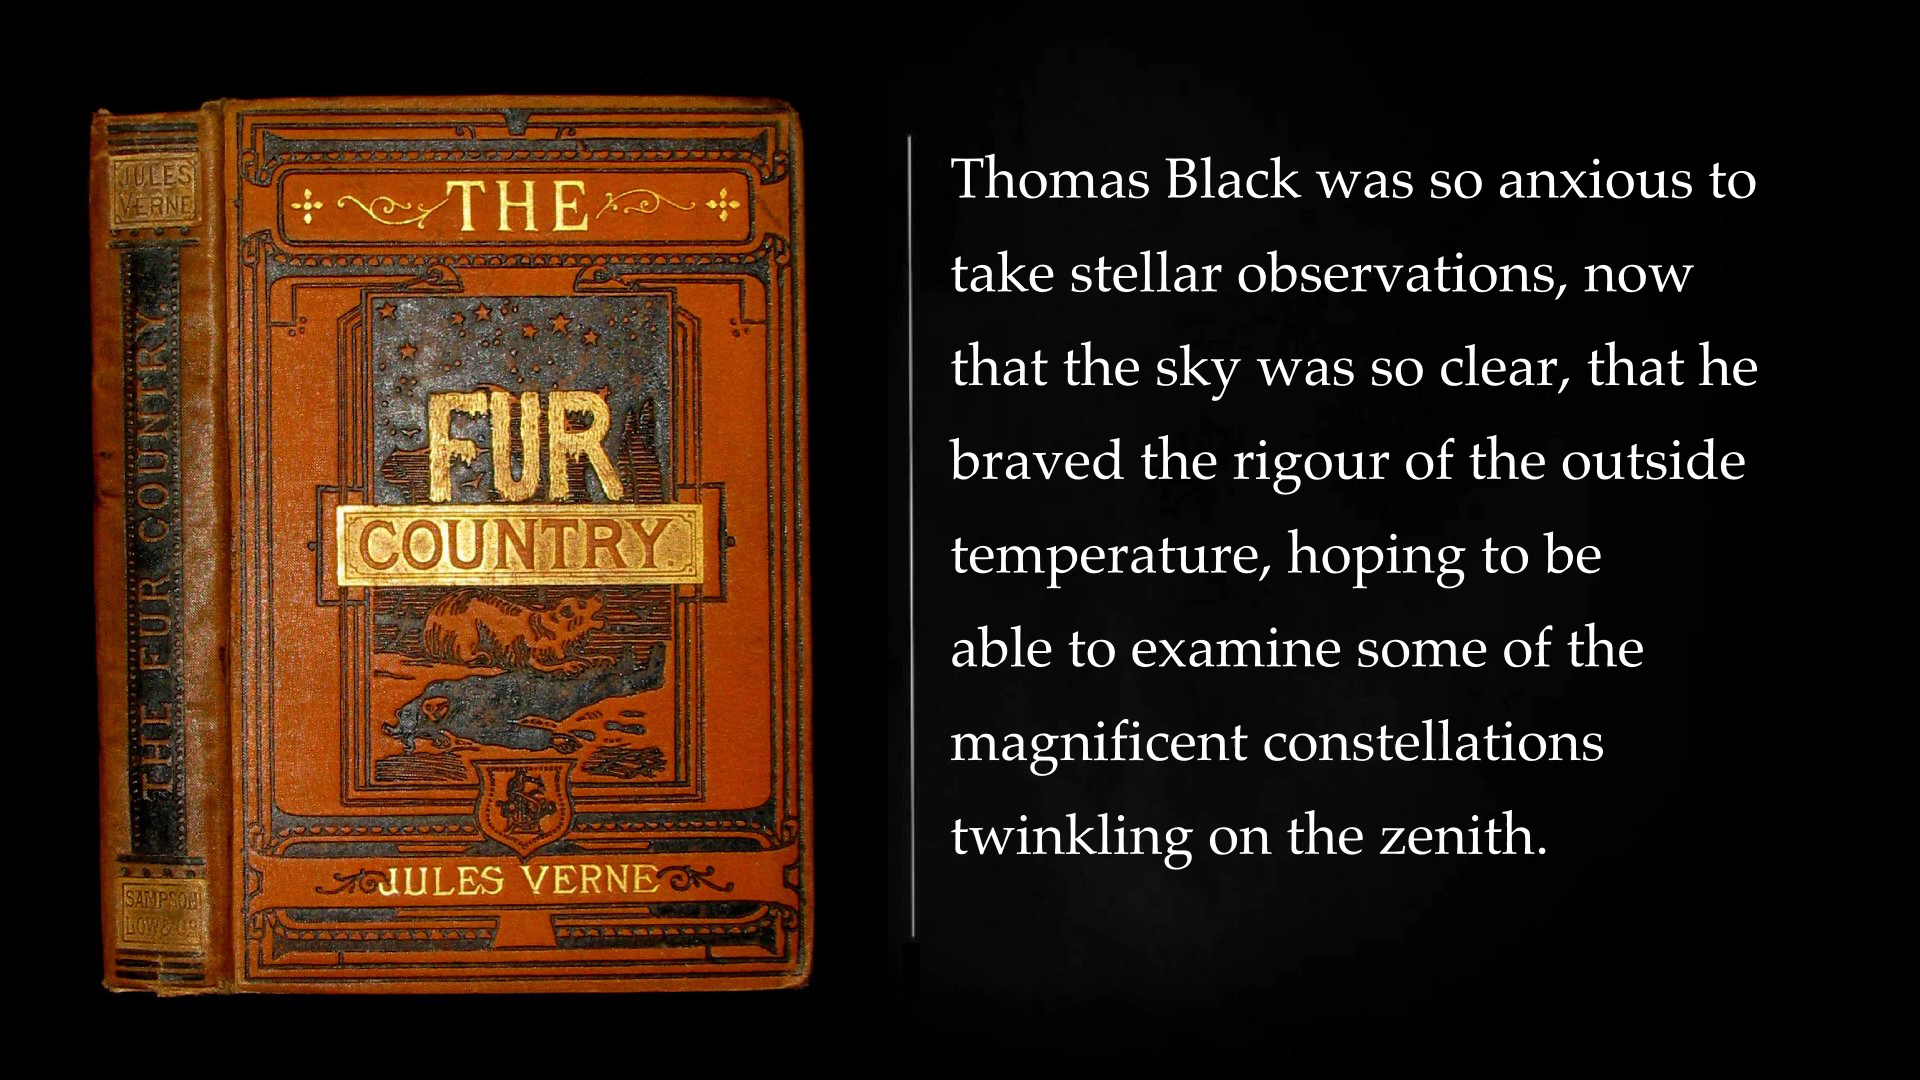 JULES
VERNE
THE FUR COUNTRY.
SAMPSON
LOW & Co
THE
FUR
COUNTRY.
JULES VERNE
Thomas Black was so anxious to
take stellar observations, now
that the sky was so clear, that he
braved the rigour of the outside
temperature, hoping to be
able to examine some of the
magnificent constellations
twinkling on the zenith.